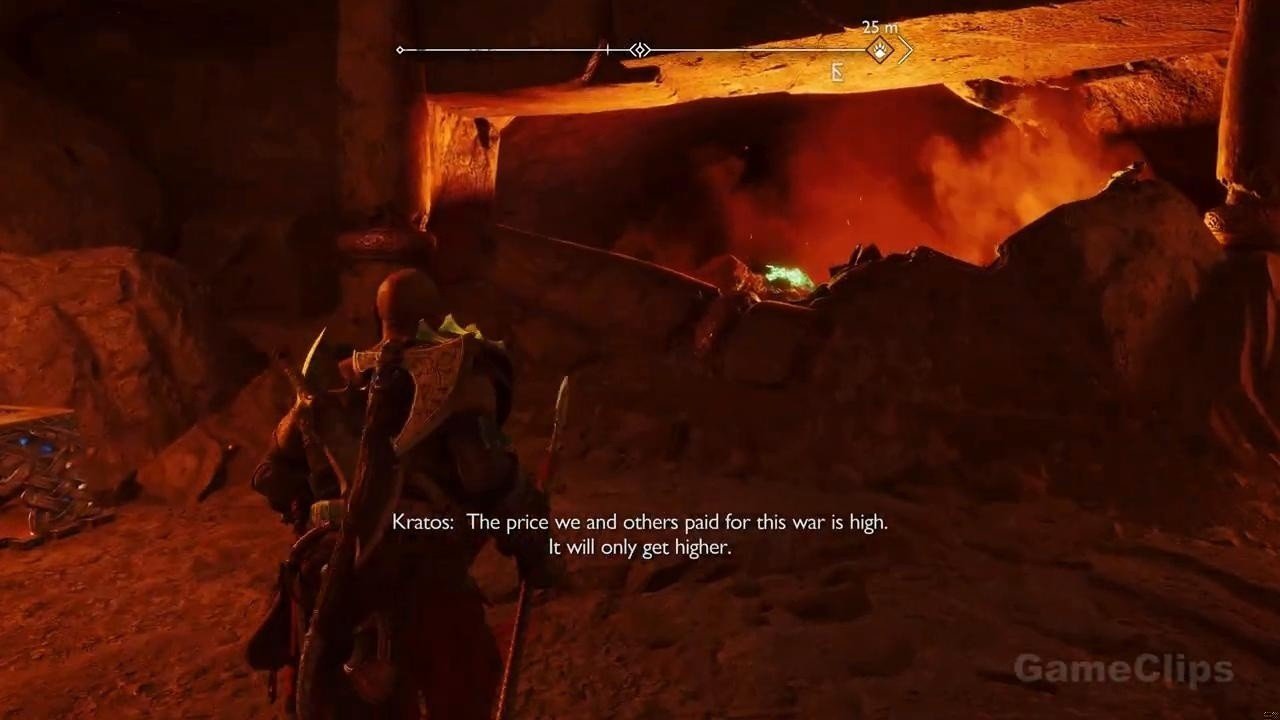 25 m
E
Kratos: The price we and others paid for this war is high.
It will only get higher.
GameClips